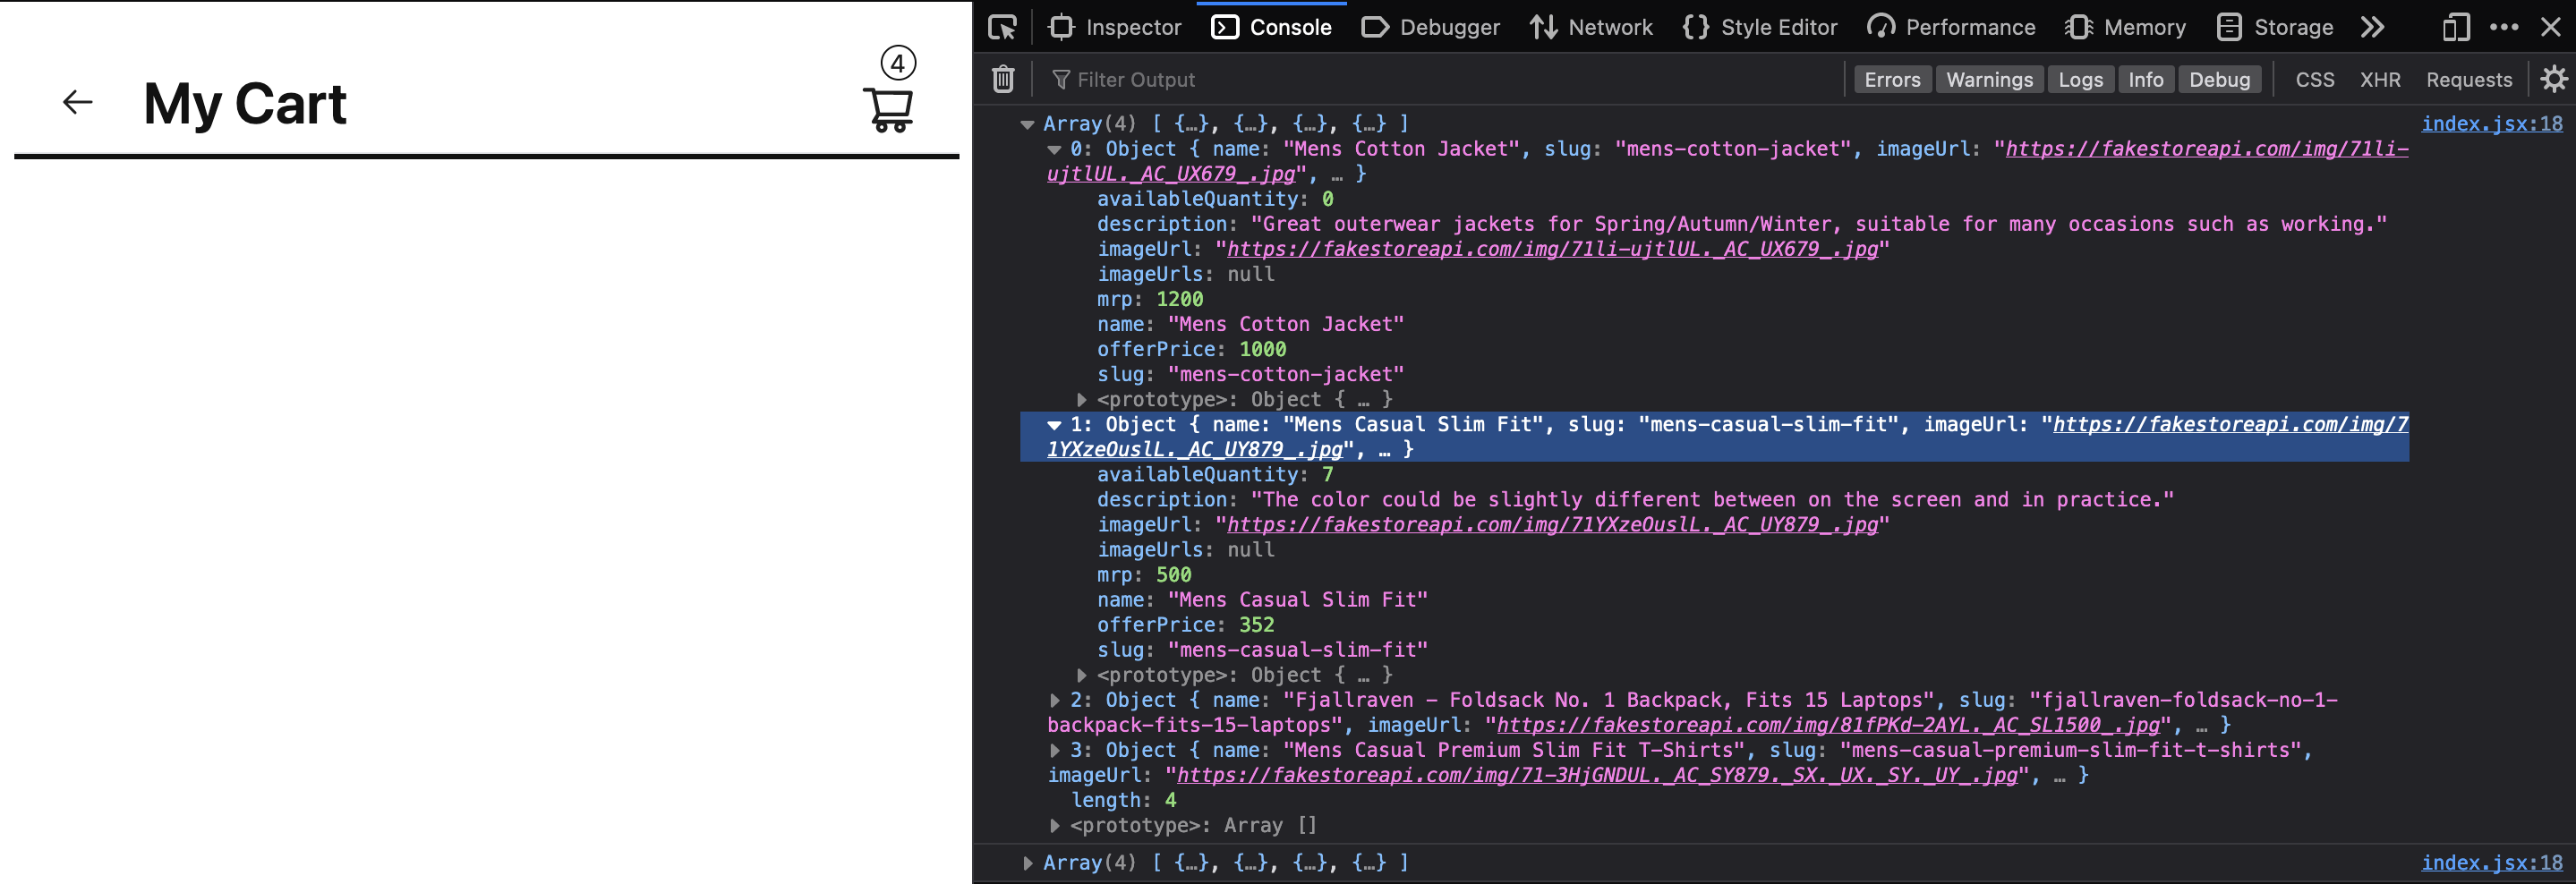 4
My Cart
Inspector Console Debugger Network Style Editor Performance Memory Storage
Filter Output Errors Warnings Logs Info Debug CSS XHR Requests
Array(4) [ {…}, {…}, {…}, {…} ] index.jsx:18
0: Object { name: "Mens Cotton Jacket", slug: "mens-cotton-jacket", imageUrl: "https://fakestoreapi.com/img/71li-
ujtlUL._AC_UX679_.jpg", … }
availableQuantity: 0
description: "Great outerwear jackets for Spring/Autumn/Winter, suitable for many occasions such as working."
imageUrl: "https://fakestoreapi.com/img/71li-ujtlUL._AC_UX679_.jpg"
imageUrls: null
mrp: 1200
name: "Mens Cotton Jacket"
offerPrice: 1000
slug: "mens-cotton-jacket"
<prototype>: Object { … }
1: Object { name: "Mens Casual Slim Fit", slug: "mens-casual-slim-fit", imageUrl: "https://fakestoreapi.com/img/7
1YXzeOuslL._AC_UY879_.jpg", … }
availableQuantity: 7
description: "The color could be slightly different between on the screen and in practice."
imageUrl: "https://fakestoreapi.com/img/71YXzeOuslL._AC_UY879_.jpg"
imageUrls: null
mrp: 500
name: "Mens Casual Slim Fit"
offerPrice: 352
slug: "mens-casual-slim-fit"
<prototype>: Object { … }
2: Object { name: "Fjallraven - Foldsack No. 1 Backpack, Fits 15 Laptops", slug: "fjallraven-foldsack-no-1-
backpack-fits-15-laptops", imageUrl: "https://fakestoreapi.com/img/81fPKd-2AYL._AC_SL1500_.jpg", … }
3: Object { name: "Mens Casual Premium Slim Fit T-Shirts", slug: "mens-casual-premium-slim-fit-t-shirts",
imageUrl: "https://fakestoreapi.com/img/71-3HjGNDUL._AC_SY879._SX._UX._SY._UY_.jpg", … }
length: 4
<prototype>: Array []
Array(4) [ {…}, {…}, {…}, {…} ] index.jsx:18